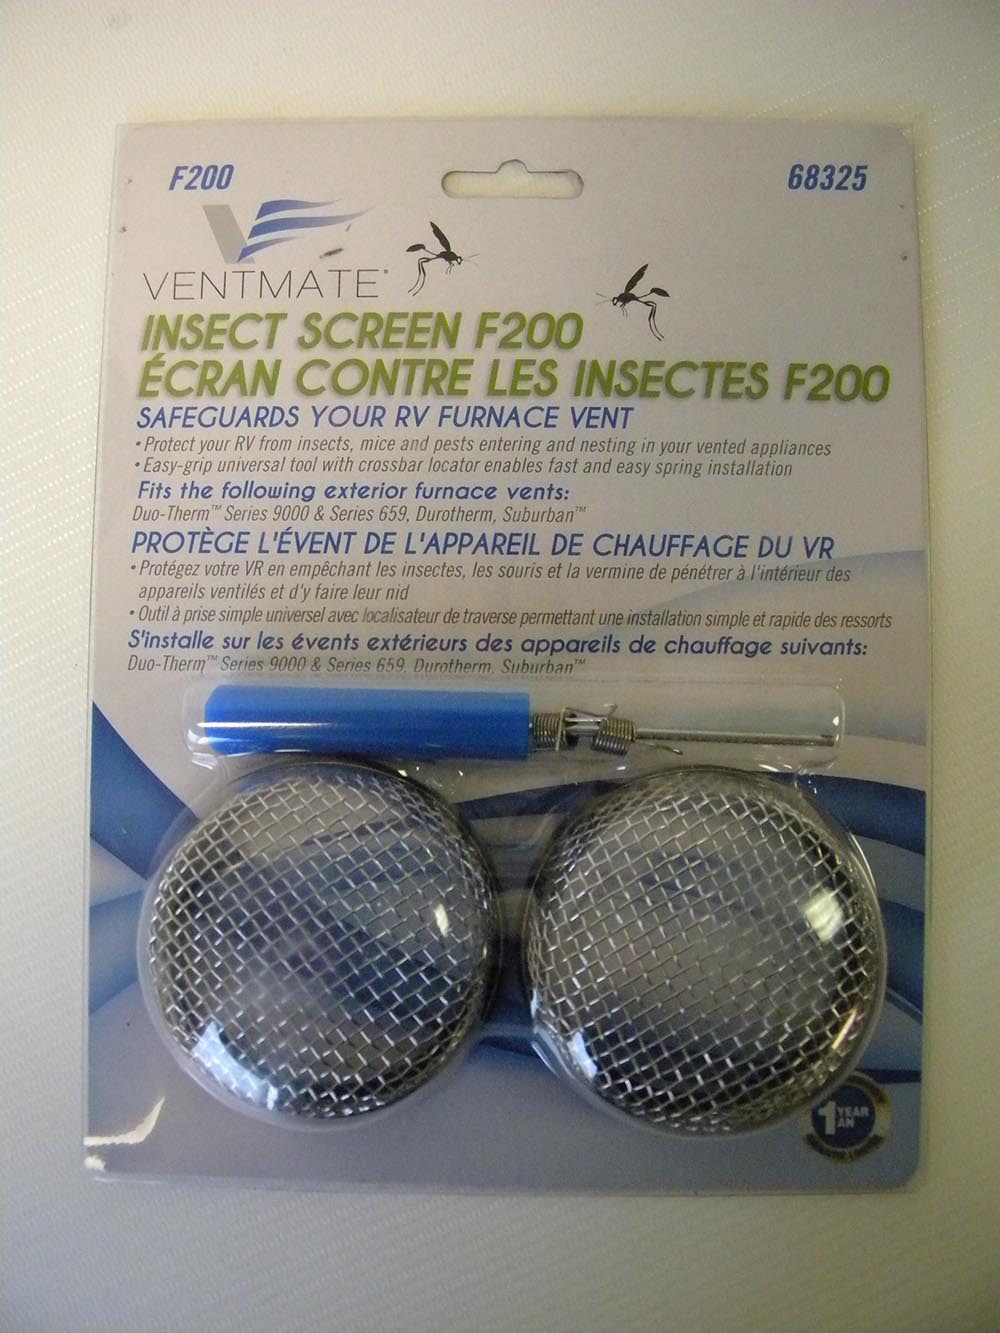 F200
68325
VENTMATE®
INSECT SCREEN F200
ÉCRAN CONTRE LES INSECTES F200
SAFEGUARDS YOUR RV FURNACE VENT
• Protect your RV from insects, mice and pests entering and nesting in your vented appliances
• Easy-grip universal tool with crossbar locator enables fast and easy spring installation
Fits the following exterior furnace vents:
Duo-Therm™ Series 9000 & Series 659, Durotherm, Suburban™
PROTÈGE L'ÉVENT DE L'APPAREIL DE CHAUFFAGE DU VR
• Protégez votre VR en empêchant les insectes, les souris et la vermine de pénétrer à l'intérieur des
appareils ventilés et d'y faire leur nid
• Outil à prise simple universel avec localisateur de traverse permettant une installation simple et rapide des ressorts
S'installe sur les évents extérieurs des appareils de chauffage suivants:
Duo-Therm™ Series 9000 & Series 659, Durotherm, Suburban™
1 YEAR
AN